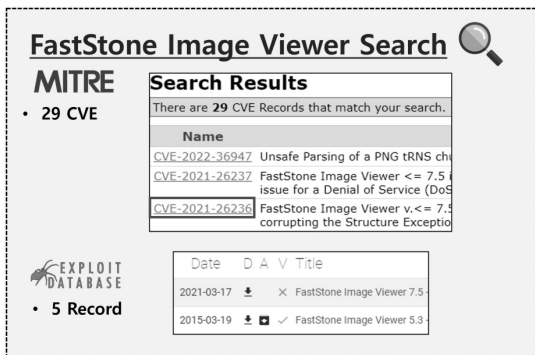 FastStone Image Viewer Search
MITRE
• 29 CVE
Search Results
There are 29 CVE Records that match your search.
Name
CVE-2022-36947 Unsafe Parsing of a PNG tRNS chu
CVE-2021-26237 FastStone Image Viewer <= 7.5 i
issue for a Denial of Service (DoS
CVE-2021-26236 FastStone Image Viewer v.<= 7.5
corrupting the Structure Exceptio
EXPLOIT
DATABASE
• 5 Record
Date D A V Title
2021-03-17 FastStone Image Viewer 7.5 -
2015-03-19 FastStone Image Viewer 5.3 -